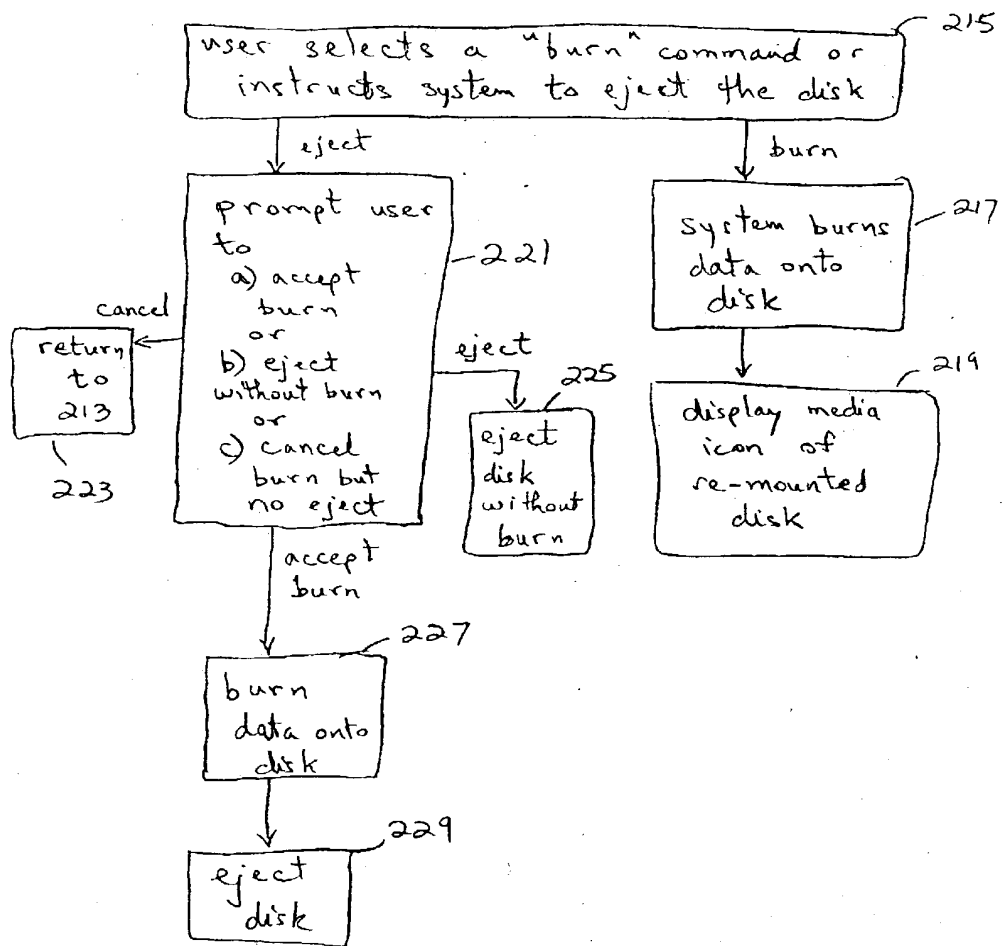 215
user selects a "burn" command or
instructs system to eject the disk
eject
burn
prompt user
to
a) accept
burn
or
b) eject
without burn
or
c) cancel
burn but
no eject
221
system burns
data onto
disk
217
cancel
return
to
213
223
eject
225
eject
disk
without
burn
219
display media
icon of
re-mounted
disk
accept
burn
227
burn
data onto
disk
229
eject
disk